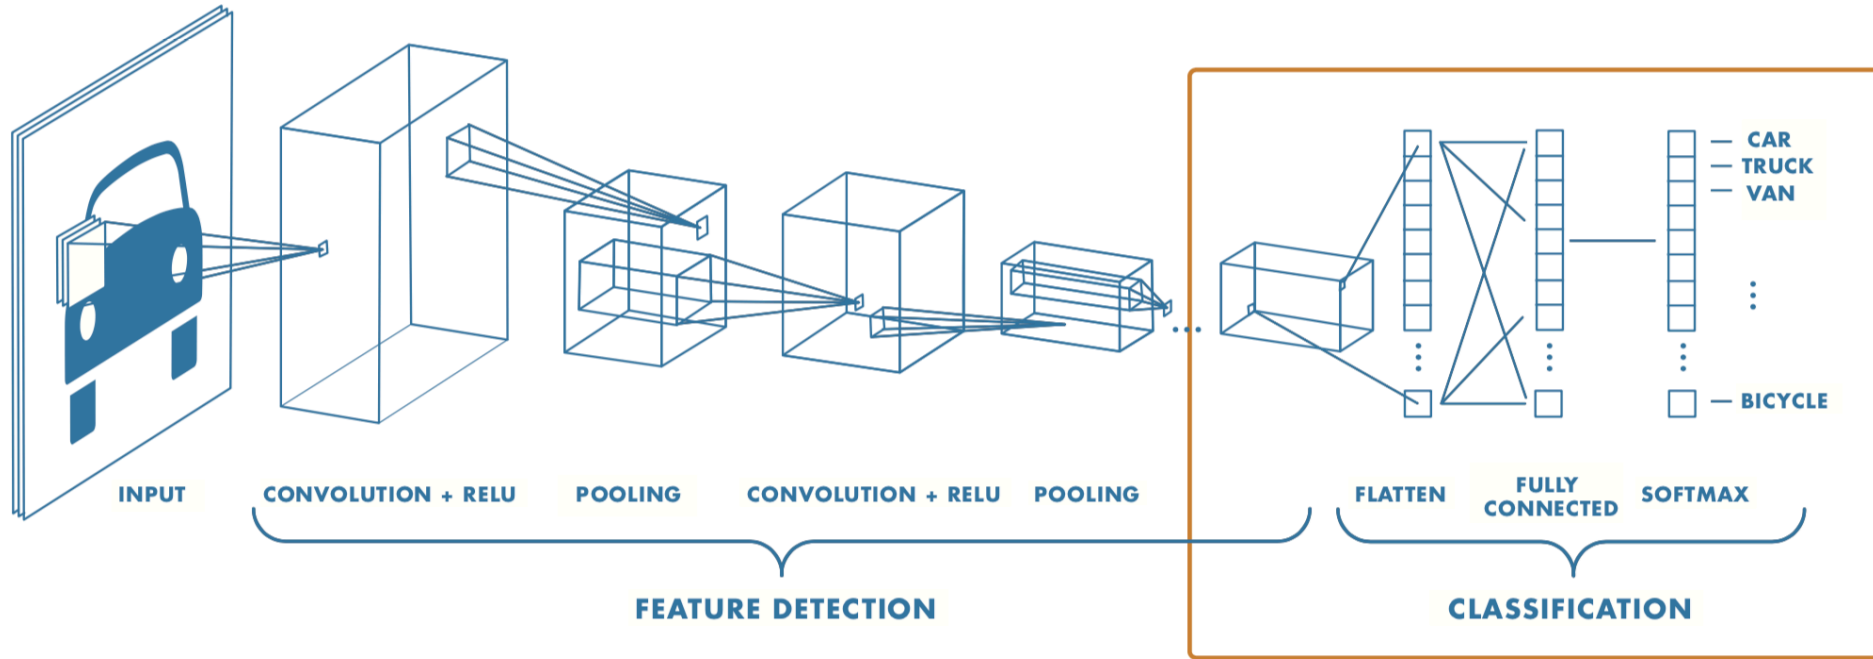 CAR
TRUCK
VAN
BICYCLE
INPUT
CONVOLUTION + RELU
POOLING
CONVOLUTION + RELU
POOLING
FLATTEN
FULLY
CONNECTED
SOFTMAX
FEATURE DETECTION
CLASSIFICATION